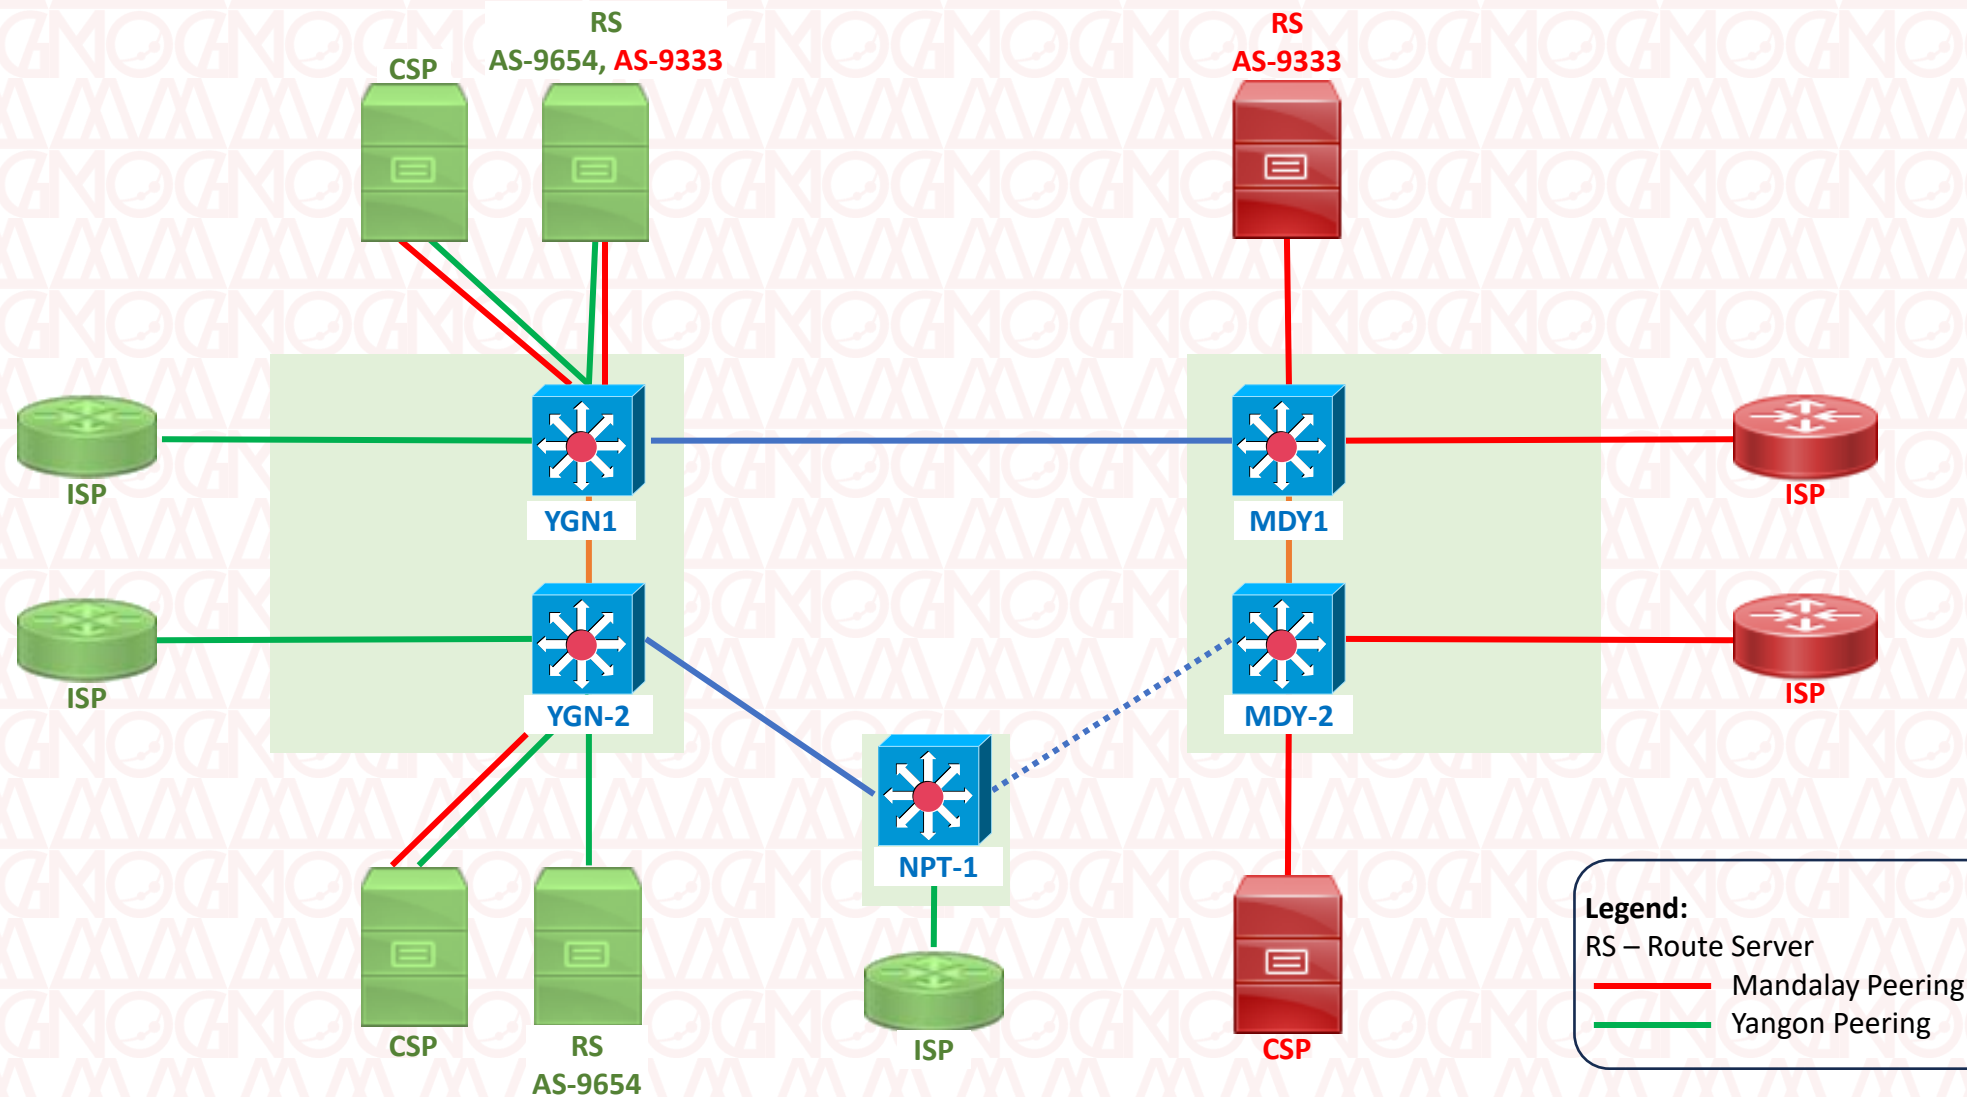 RS
AS-9654, AS-9333
CSP
RS
AS-9333
ISP
YGN1
MDY1
ISP
ISP
YGN-2
MDY-2
ISP
NPT-1
CSP
RS
AS-9654
ISP
CSP
Legend:
RS – Route Server
Mandalay Peering
Yangon Peering